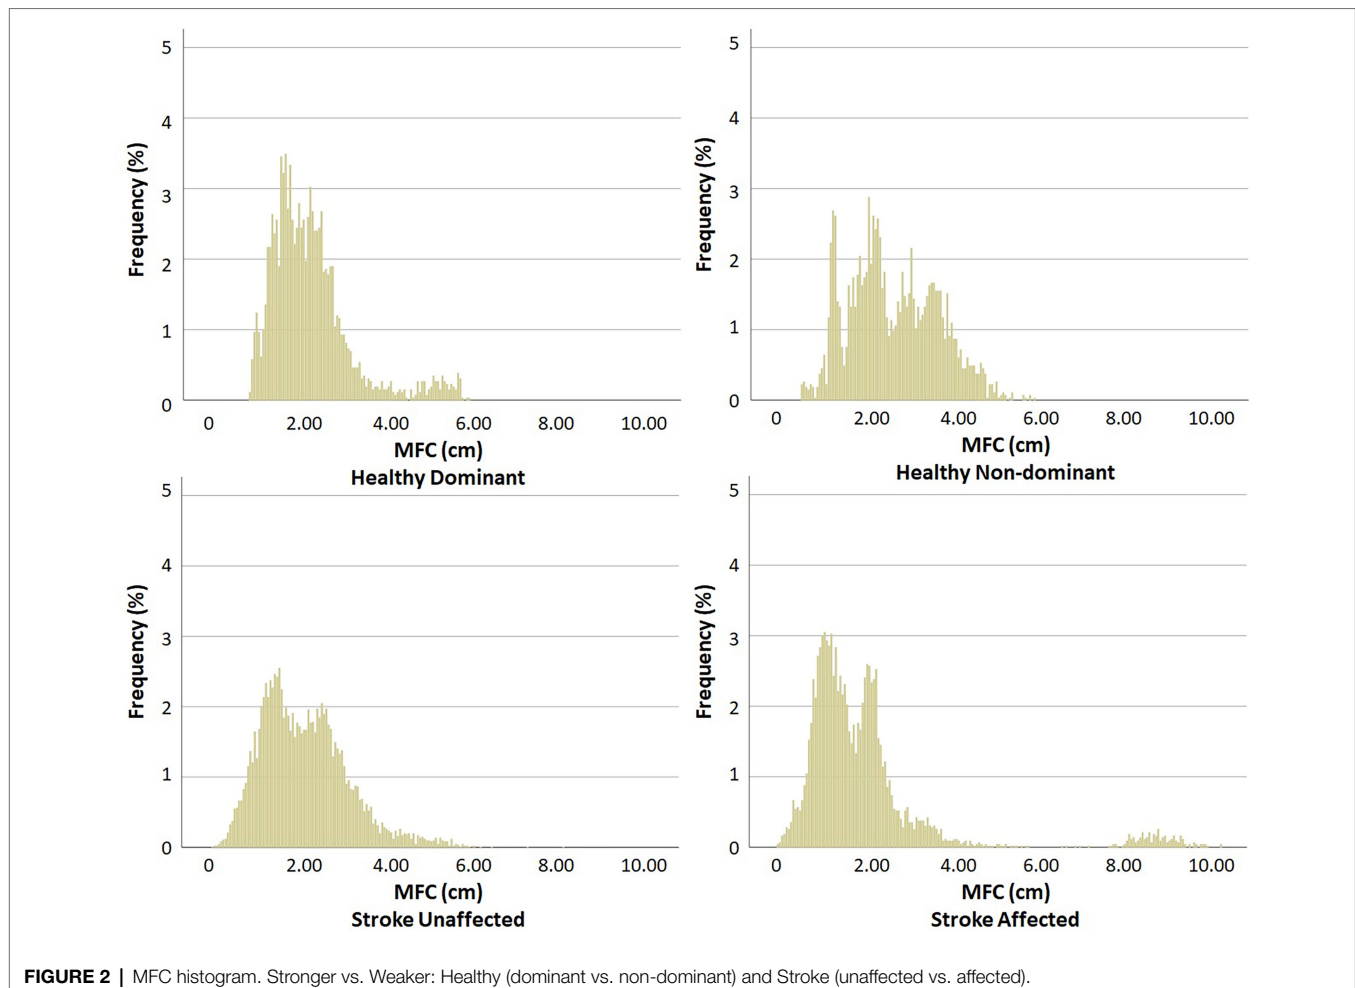 5
4
3
2
1
0
Frequency (%)
0 2.00 4.00 6.00 8.00 10.00
MFC (cm)
Healthy Dominant
5
4
3
2
1
0
Frequency (%)
0 2.00 4.00 6.00 8.00 10.00
MFC (cm)
Healthy Non-dominant
5
4
3
2
1
0
Frequency (%)
0 2.00 4.00 6.00 8.00 10.00
MFC (cm)
Stroke Unaffected
5
4
3
2
1
0
Frequency (%)
0 2.00 4.00 6.00 8.00 10.00
MFC (cm)
Stroke Affected
FIGURE 2 | MFC histogram. Stronger vs. Weaker: Healthy (dominant vs. non-dominant) and Stroke (unaffected vs. affected).